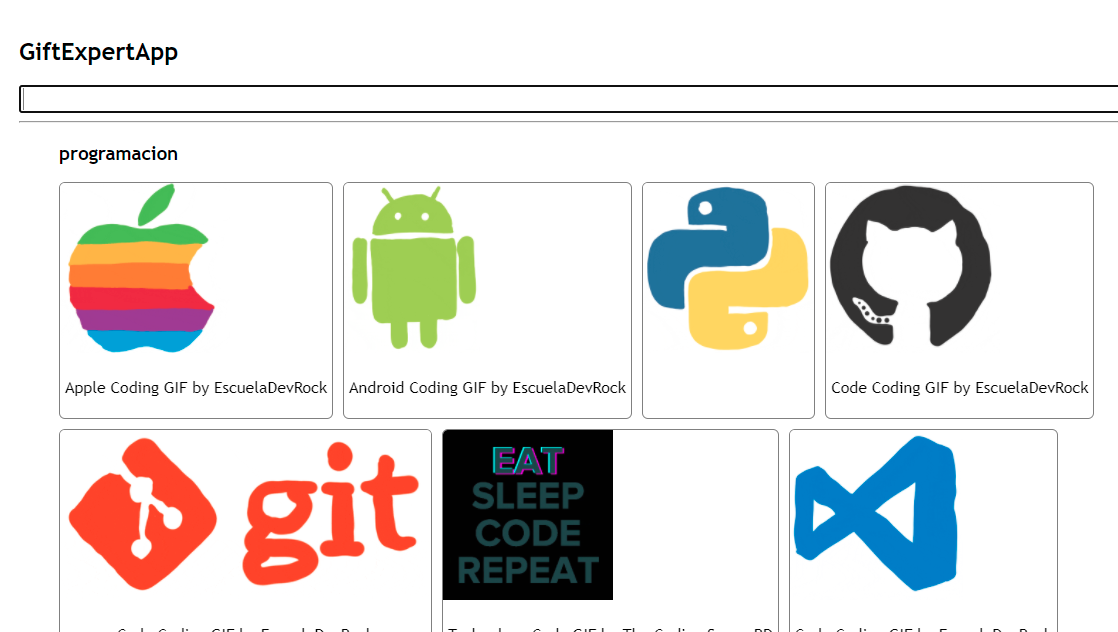 GiftExpertApp
programacion
Apple Coding GIF by EscuelaDevRock
Android Coding GIF by EscuelaDevRock
Code Coding GIF by EscuelaDevRock
git
EAT
SLEEP
CODE
REPEAT